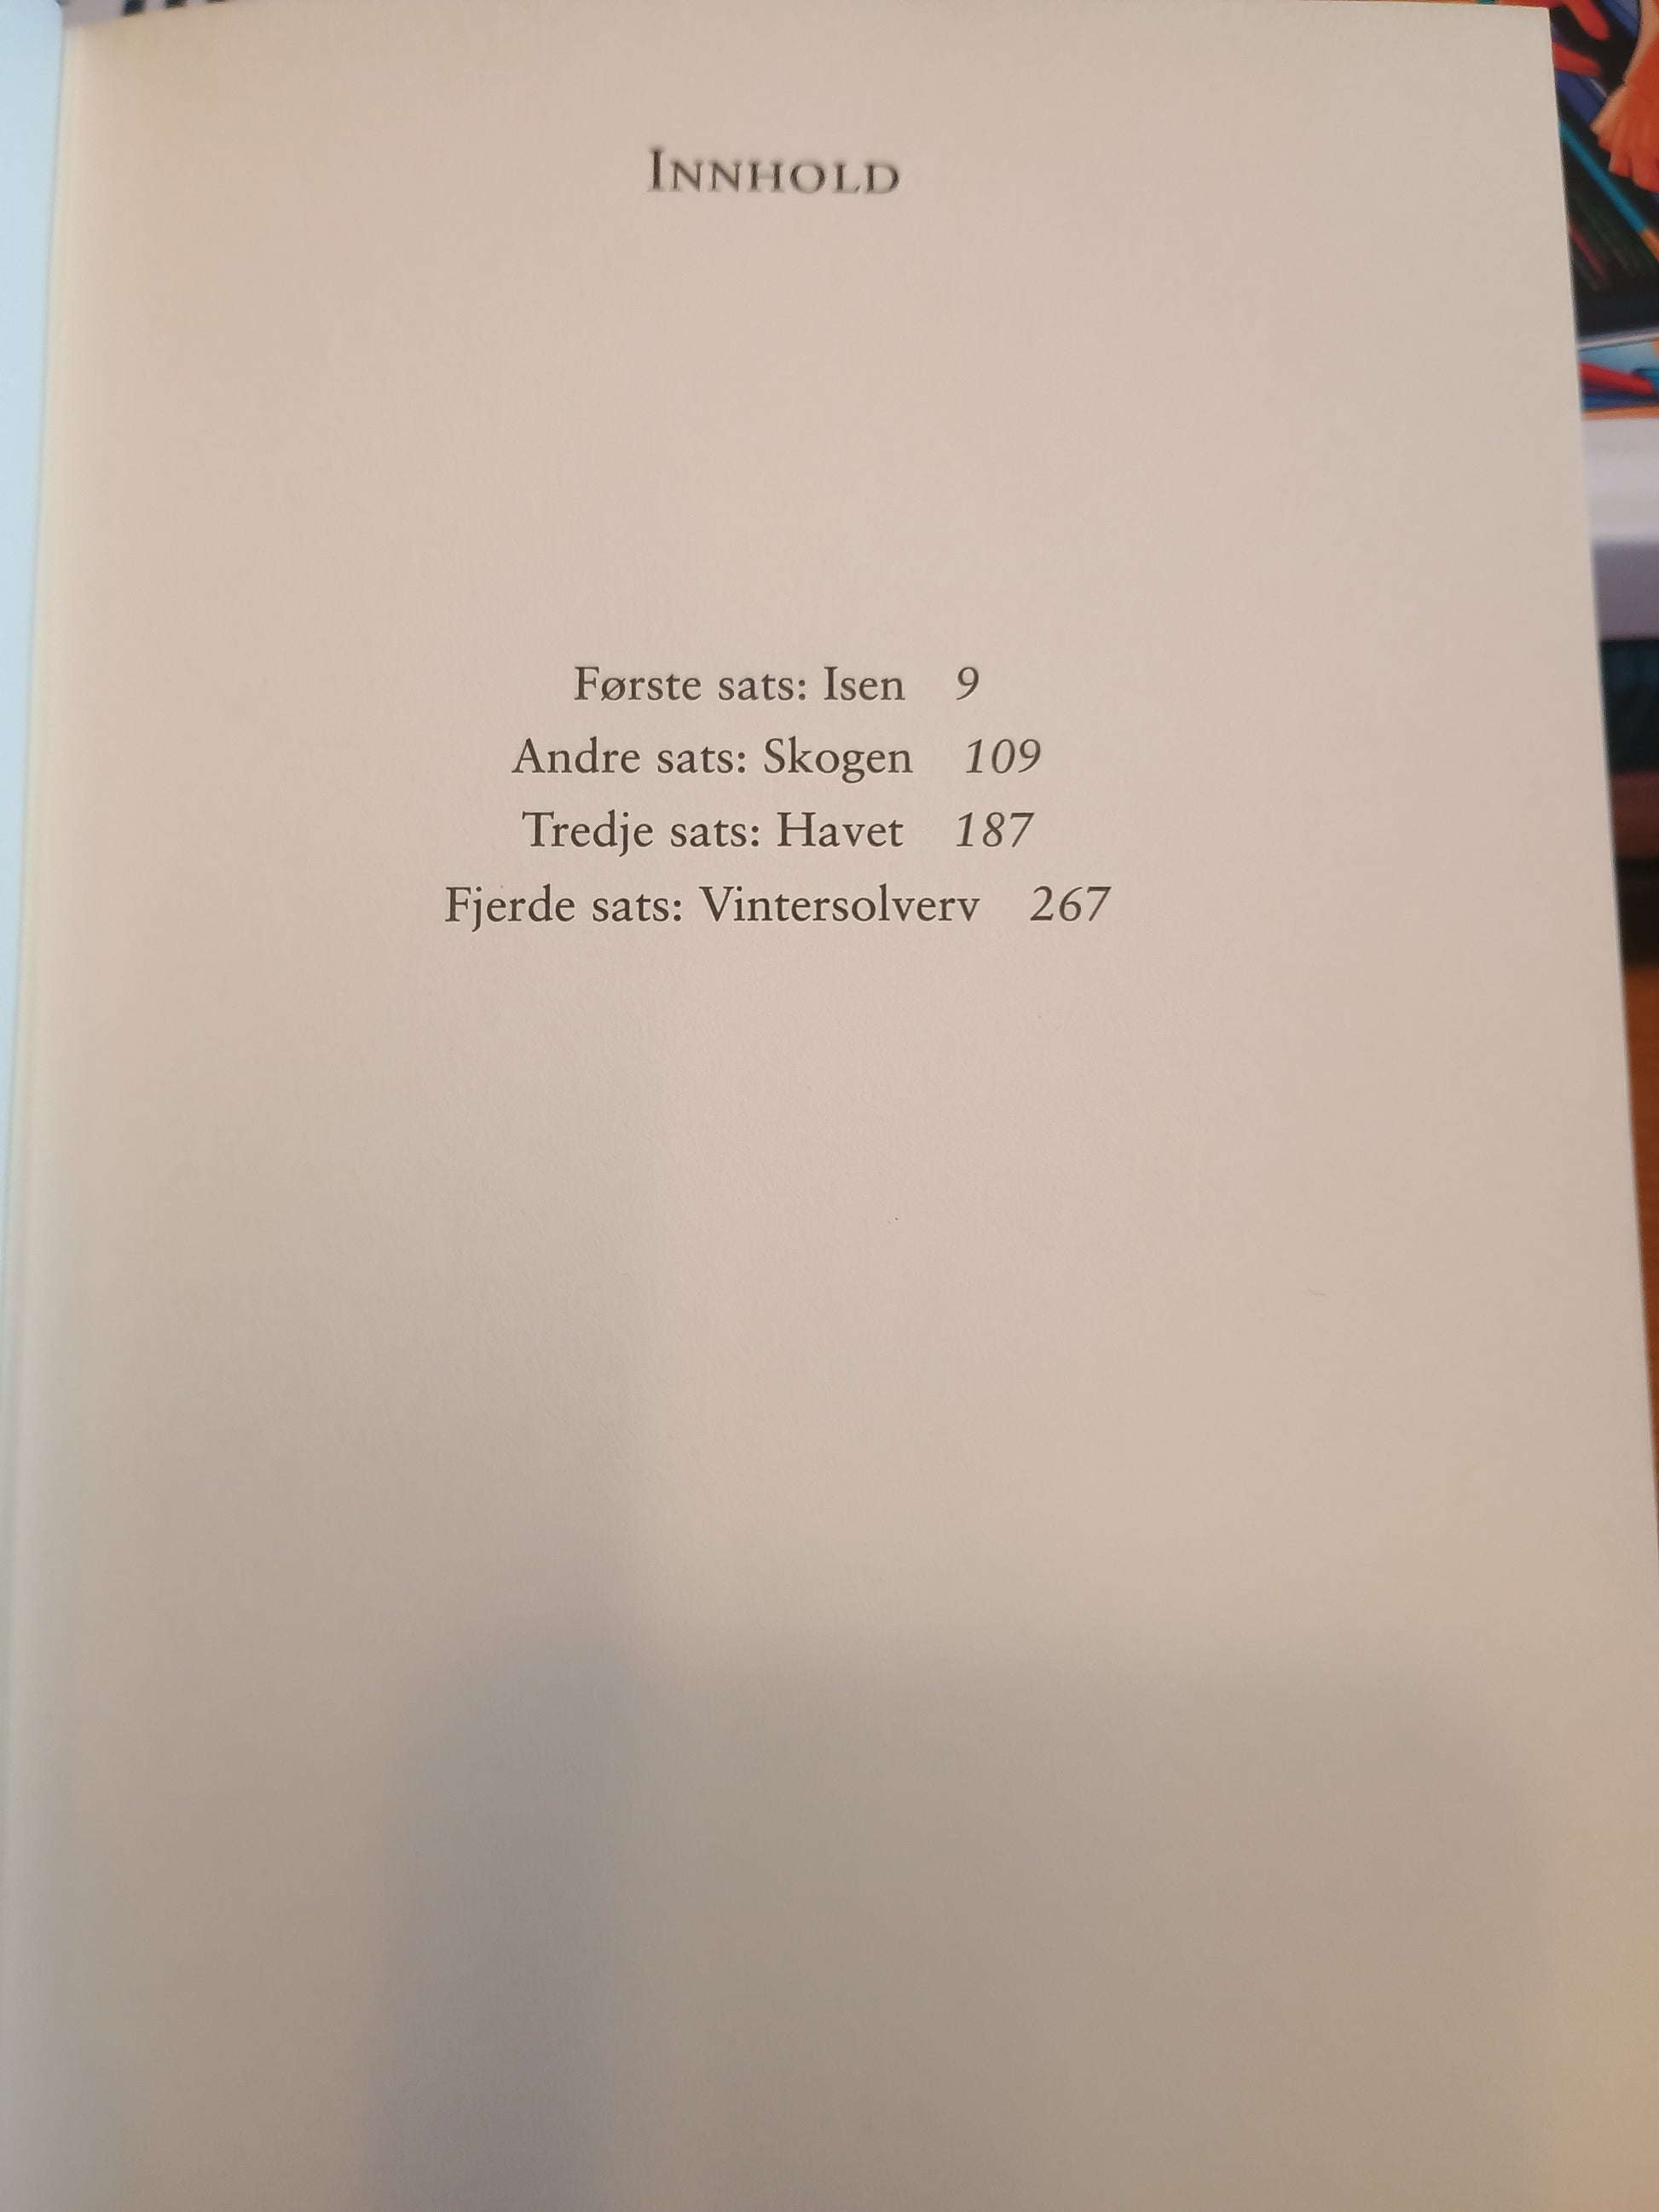 INNHOLD
Første sats: Isen 9
Andre sats: Skogen 109
Tredje sats: Havet 187
Fjerde sats: Vintersolverv 267